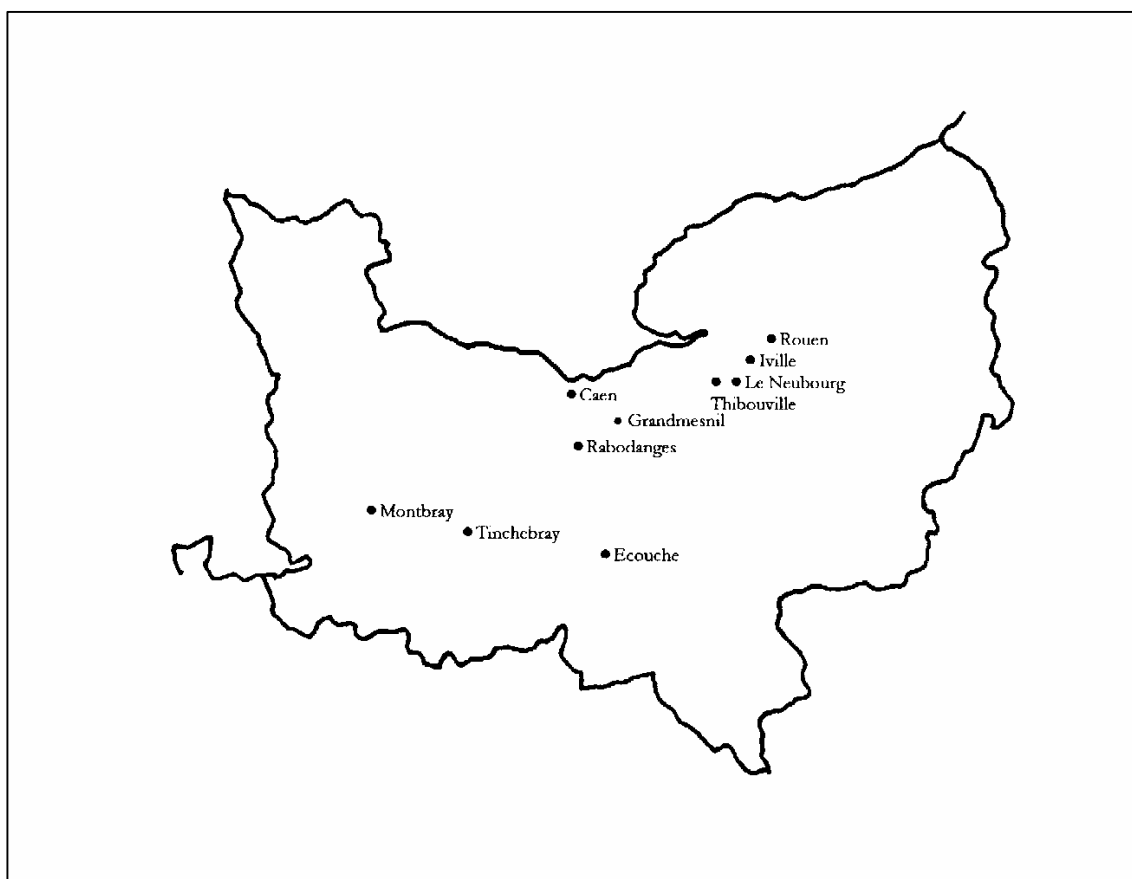 Rouen
Iville
Le Neubourg
Thibouville
Caen
Grandmesnil
Rabodanges
Montbray
Tinchebray
Ecouche